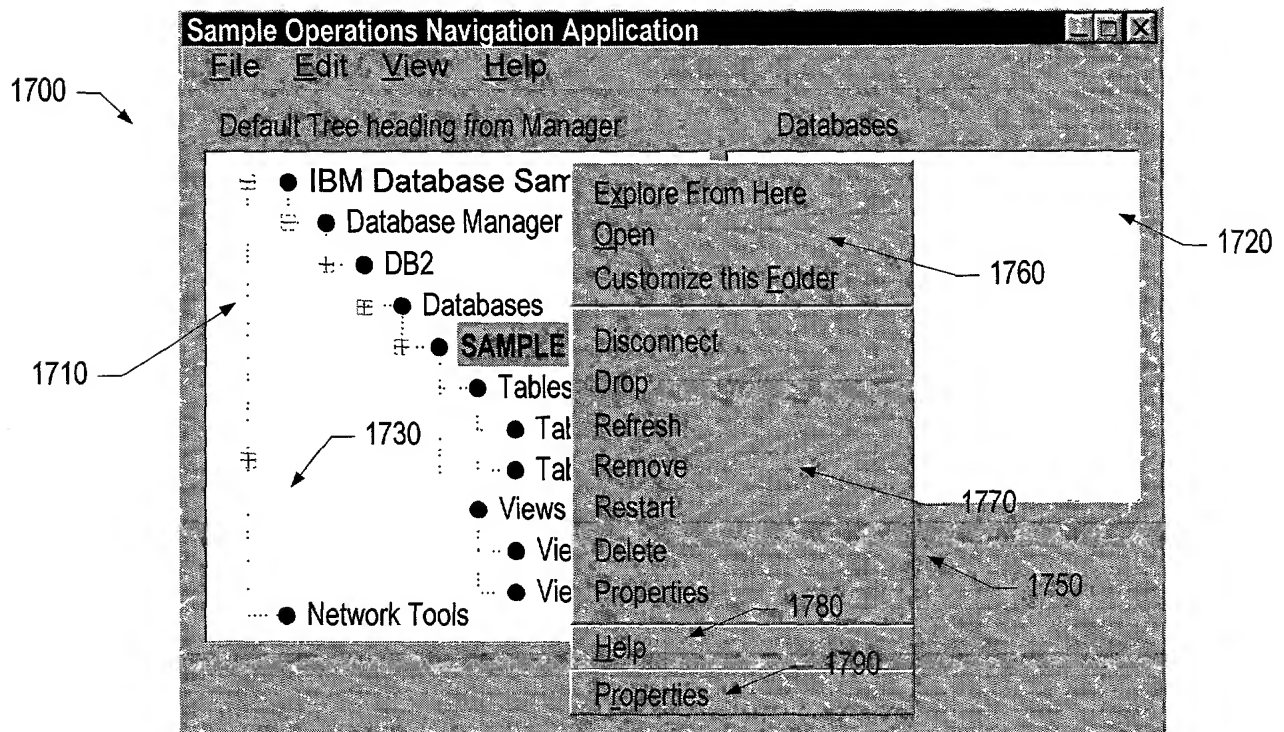 Sample Operations Navigation Application
File Edit View Help
1700
Default Tree heading from Manager
Databases
IBM Database Sam
Database Manager
DB2
Databases
SAMPLE
Tables
Tab
Tab
Views
Vie
Vie
Network Tools
Explore From Here
Open
Customize this Folder
Disconnect
Drop
Refresh
Remove
Restart
Delete
Properties
Help
Properties
1710
1720
1730
1760
1770
1750
1780
1790